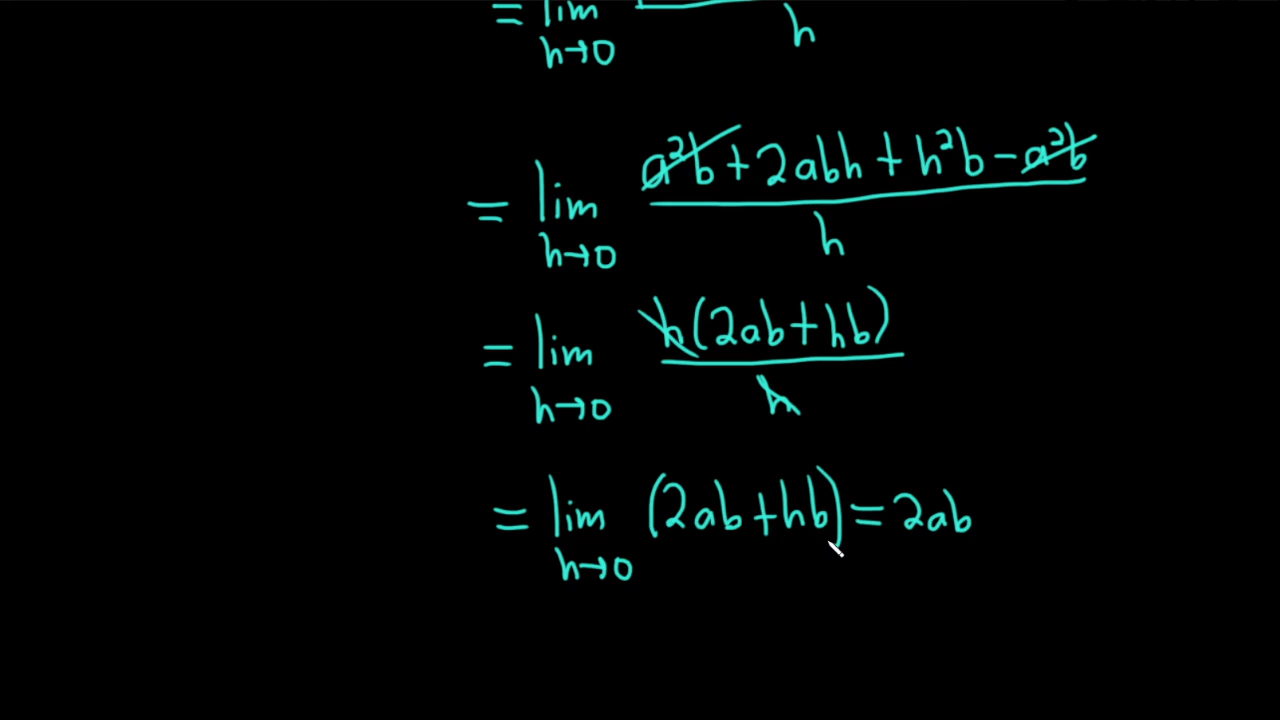 = lim h
h→0
= lim a²b + 2abh + h²b - a²b
h→0 h
= lim h(2ab + hb)
h→0 h
= lim (2ab + hb) = 2ab
h→0